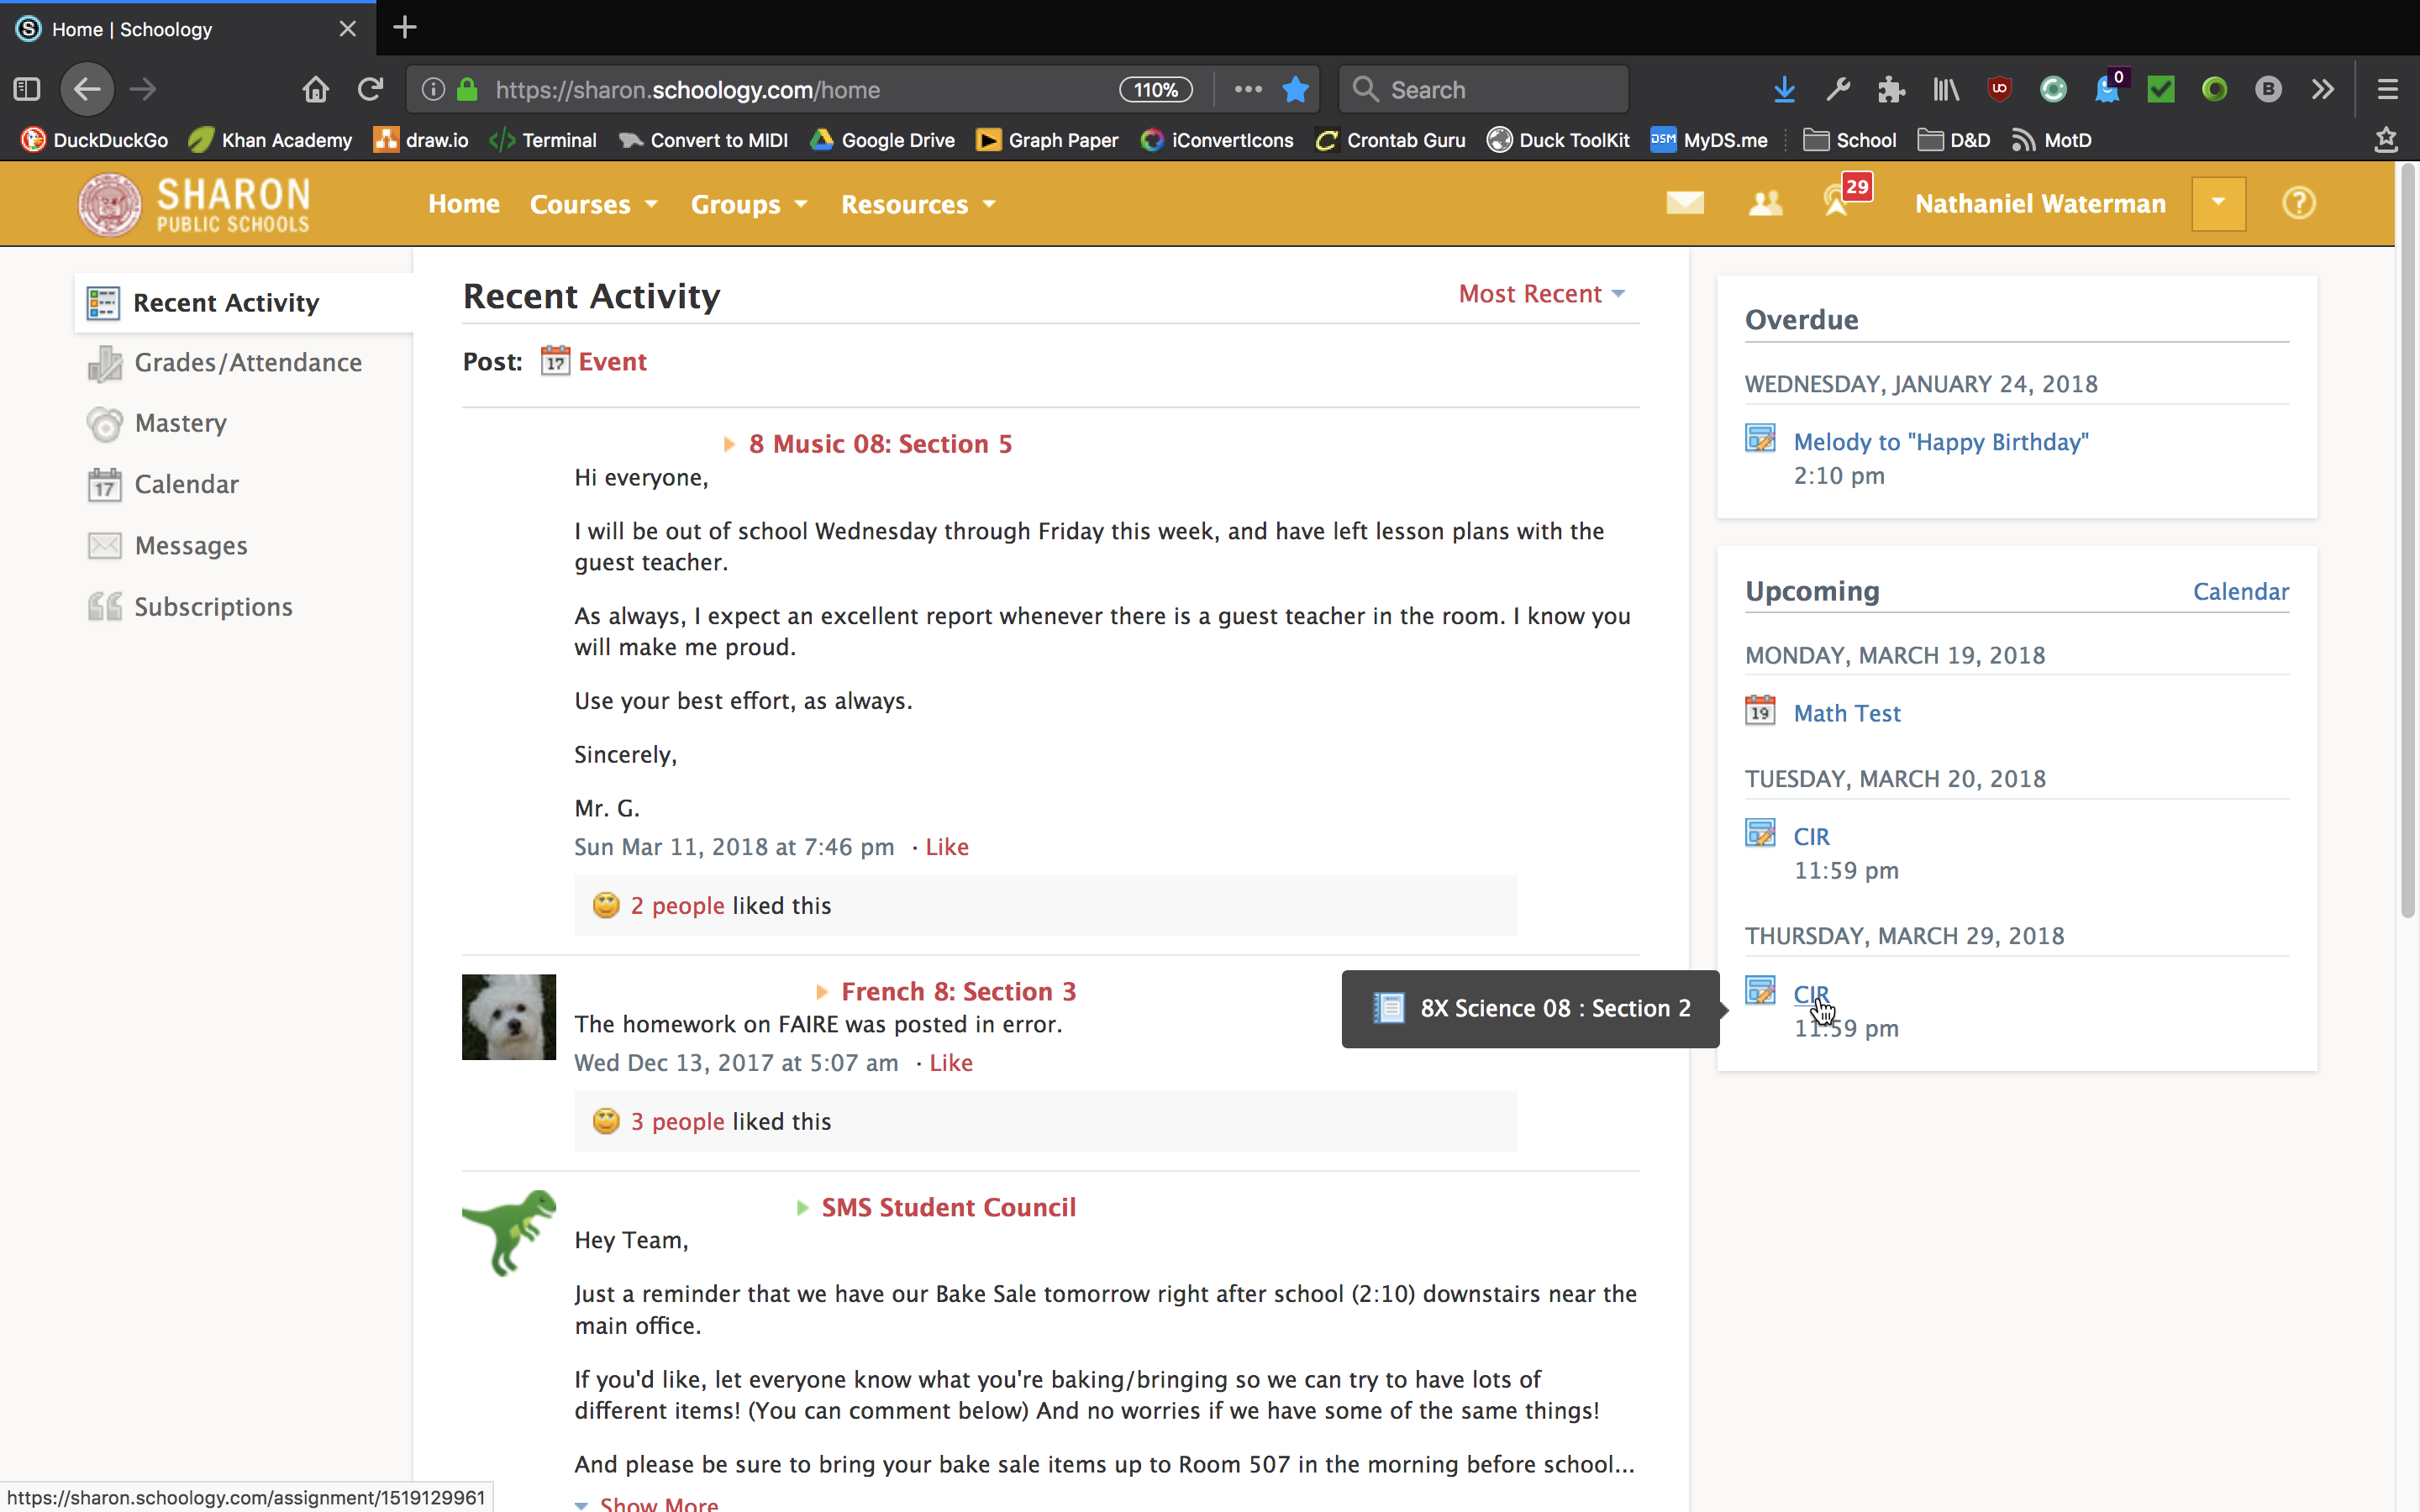 Home | Schoology
https://sharon.schoology.com/home
110%
Search
0
DuckDuckGo
Khan Academy
draw.io
Terminal
Convert to MIDI
Google Drive
Graph Paper
iConvertIcons
Crontab Guru
Duck ToolKit
DSM MyDS.me
School
D&D
MotD
SHARON
PUBLIC SCHOOLS
Home
Courses
Groups
Resources
29
Nathaniel Waterman
Recent Activity
Grades/Attendance
Mastery
17 Calendar
Messages
Subscriptions
Recent Activity
Most Recent
Post: 17 Event
8 Music 08: Section 5
Hi everyone,
I will be out of school Wednesday through Friday this week, and have left lesson plans with the
guest teacher.
As always, I expect an excellent report whenever there is a guest teacher in the room. I know you
will make me proud.
Use your best effort, as always.
Sincerely,
Mr. G.
Sun Mar 11, 2018 at 7:46 pm · Like
2 people liked this
French 8: Section 3
The homework on FAIRE was posted in error.
Wed Dec 13, 2017 at 5:07 am · Like
3 people liked this
SMS Student Council
Hey Team,
Just a reminder that we have our Bake Sale tomorrow right after school (2:10) downstairs near the
main office.
If you'd like, let everyone know what you're baking/bringing so we can try to have lots of
different items! (You can comment below) And no worries if we have some of the same things!
And please be sure to bring your bake sale items up to Room 507 in the morning before school...
Show More
Overdue
WEDNESDAY, JANUARY 24, 2018
Melody to "Happy Birthday"
2:10 pm
Upcoming
Calendar
MONDAY, MARCH 19, 2018
19 Math Test
TUESDAY, MARCH 20, 2018
CIR
11:59 pm
THURSDAY, MARCH 29, 2018
CIR
11:59 pm
8X Science 08 : Section 2
https://sharon.schoology.com/assignment/1519129961